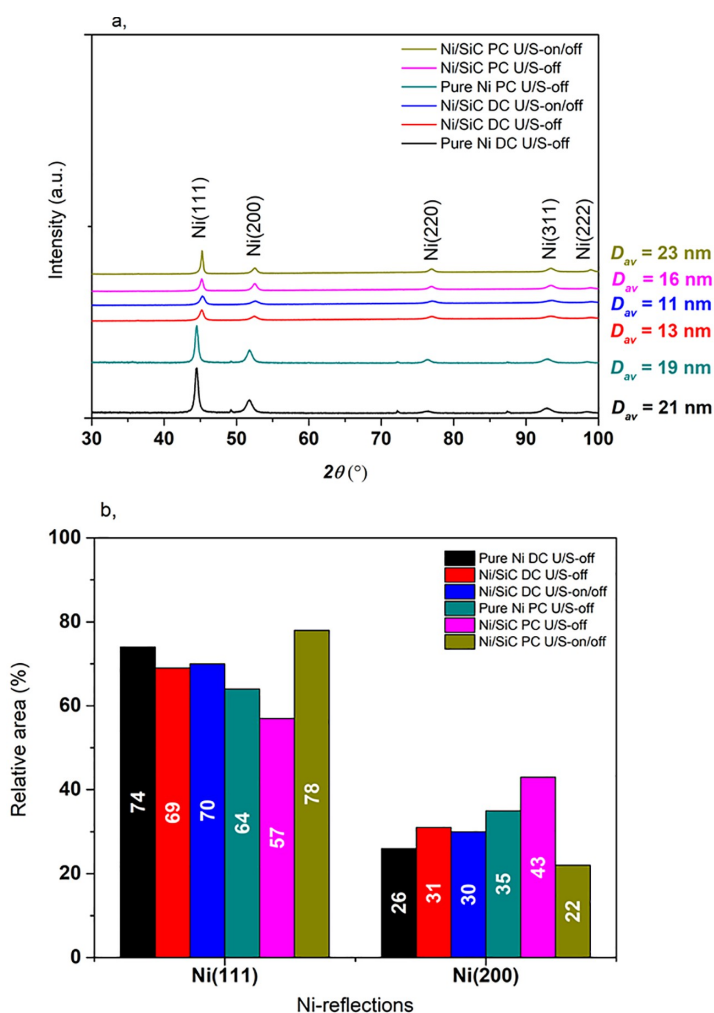 a,
Ni/SiC PC U/S-on/off
Ni/SiC PC U/S-off
Pure Ni PC U/S-off
Ni/SiC DC U/S-on/off
Ni/SiC DC U/S-off
Pure Ni DC U/S-off
Intensity (a.u.)
Ni(111)
Ni(200)
Ni(220)
Ni(311)
Ni(222)
Dav = 23 nm
Dav = 16 nm
Dav = 11 nm
Dav = 13 nm
Dav = 19 nm
Dav = 21 nm
30 40 50 60 70 80 90 100
2θ (°)
b,
100
80
60
40
20
0
Relative area (%)
Pure Ni DC U/S-off
Ni/SiC DC U/S-off
Ni/SiC DC U/S-on/off
Pure Ni PC U/S-off
Ni/SiC PC U/S-off
Ni/SiC PC U/S-on/off
74 69 70 64 57 78
26 31 30 35 43 22
Ni(111) Ni(200)
Ni-reflections